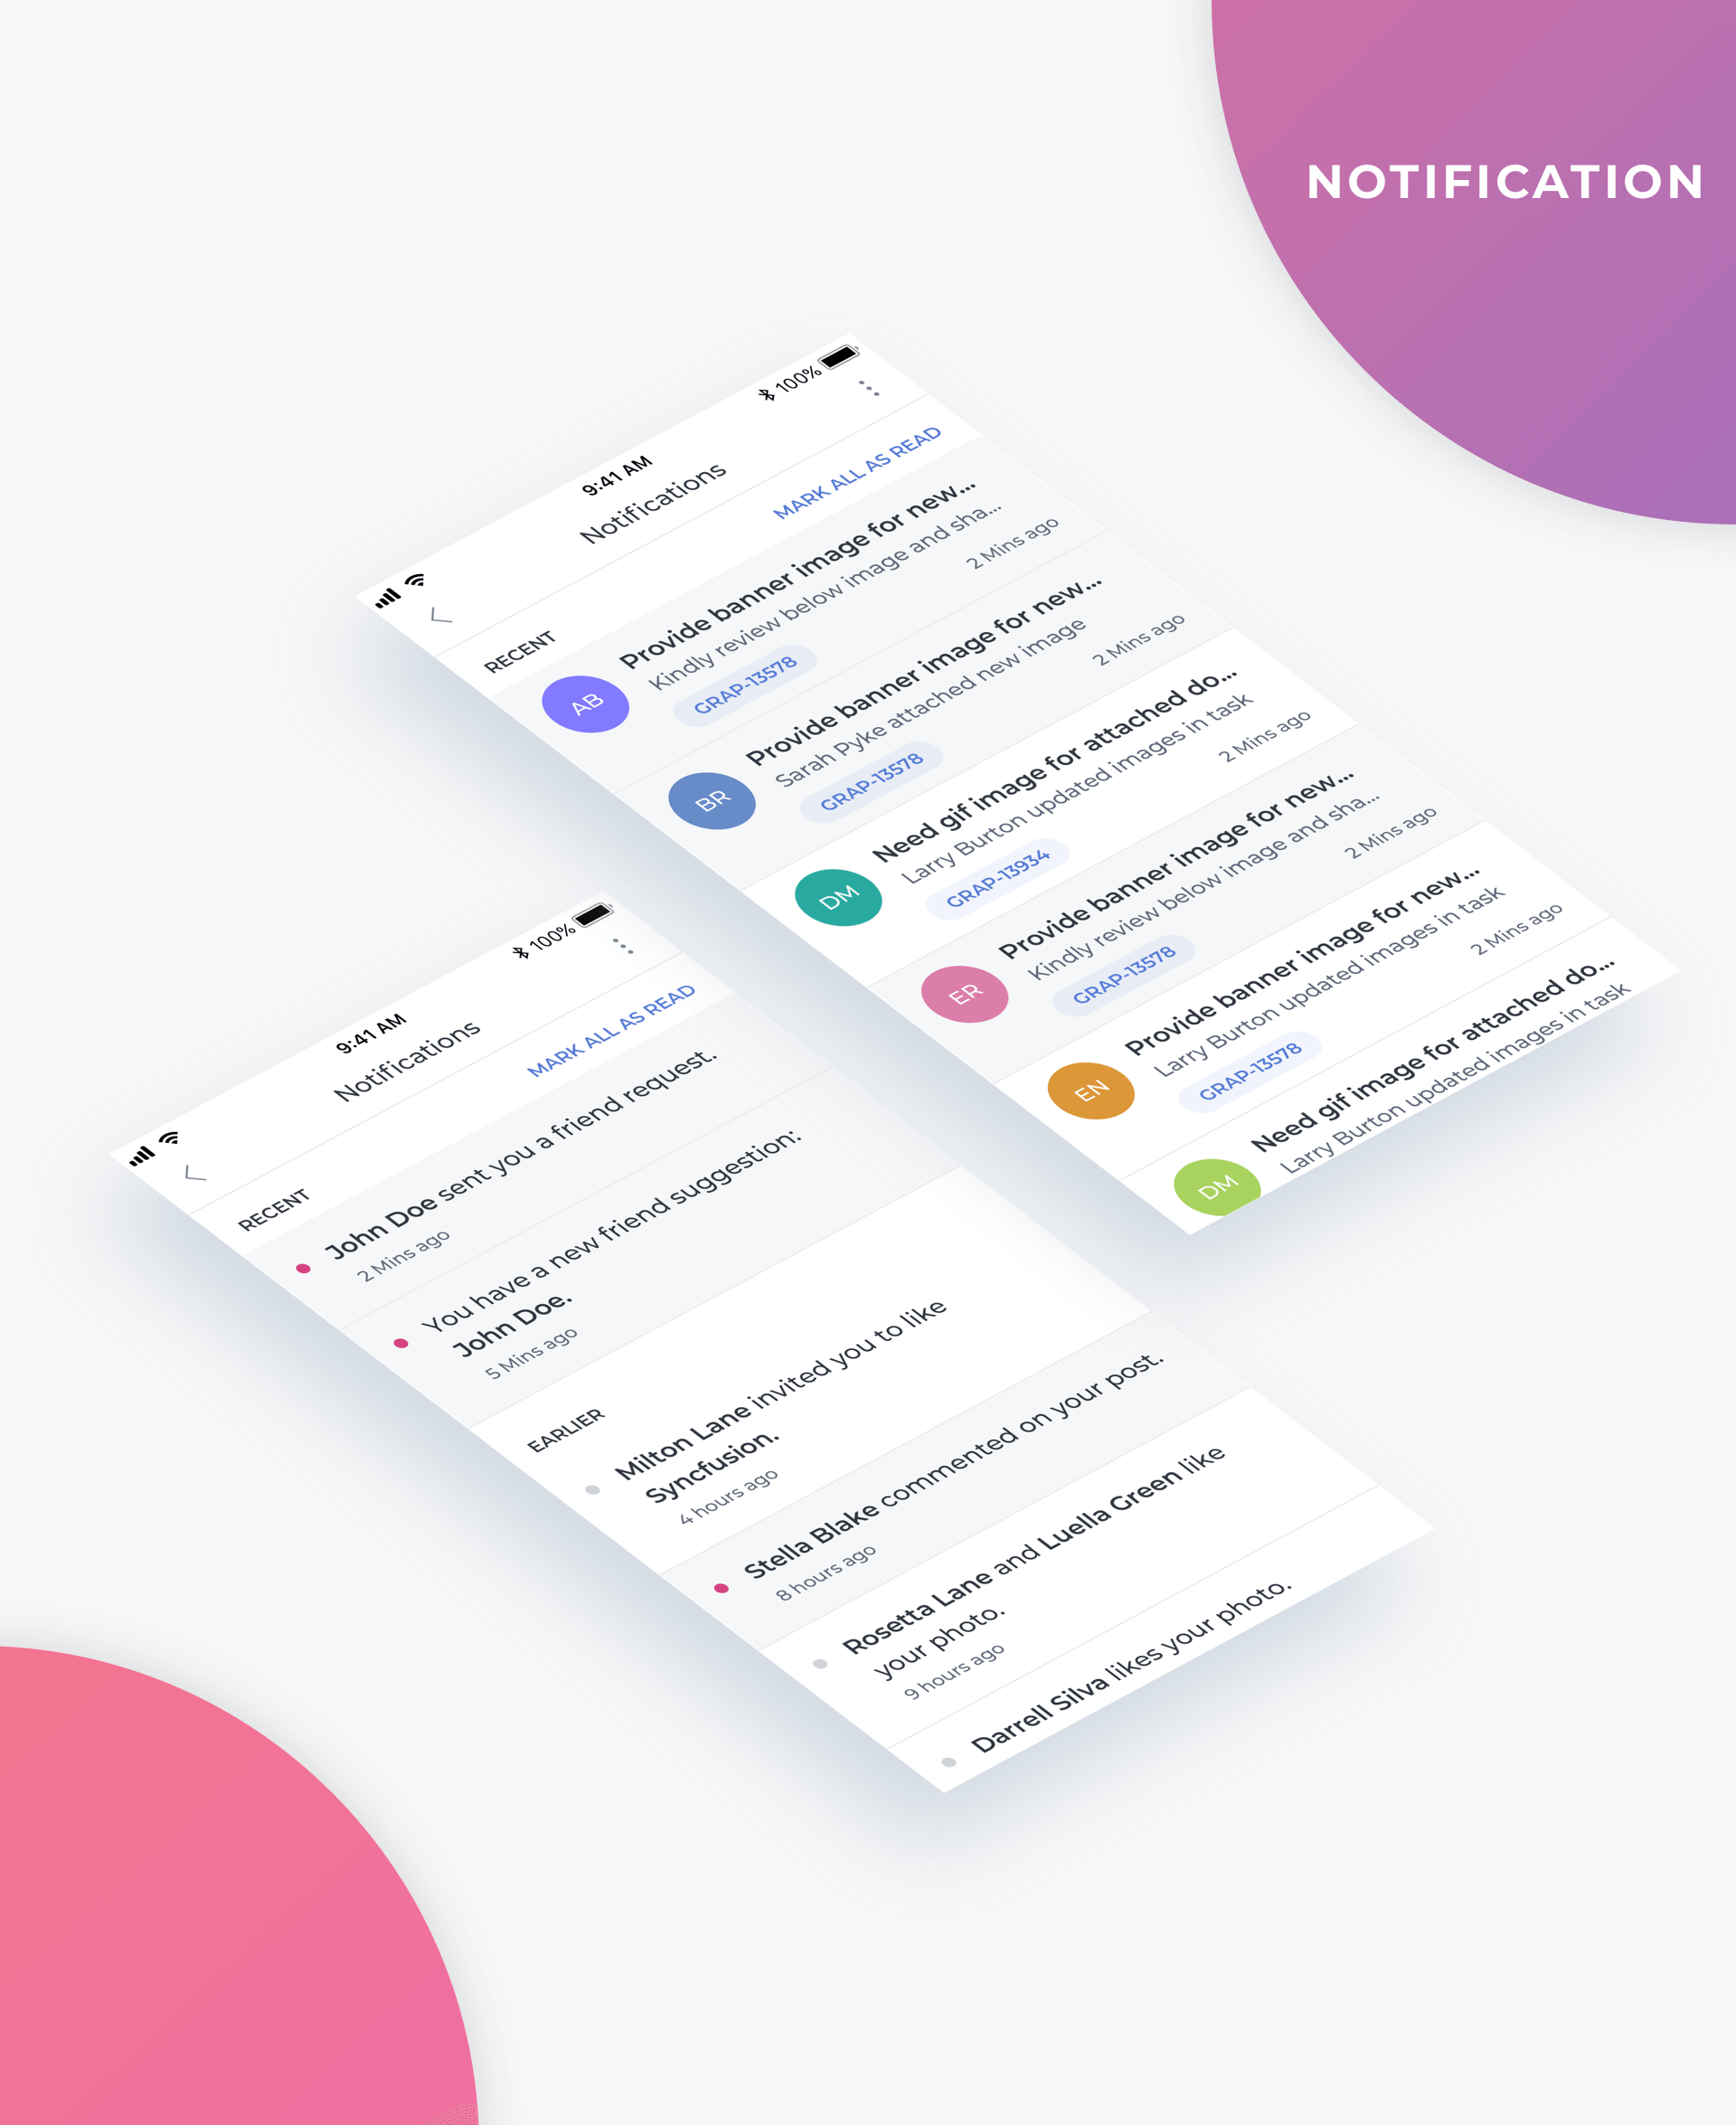 NOTIFICATION
100%
9:41 AM
Notifications
MARK ALL AS READ
RECENT
Provide banner image for new...
Kindly review below image and sha...
2 Mins ago
AB
GRAP-13578
Provide banner image for new...
Sarah Pyke attached new image
2 Mins ago
BR
GRAP-13578
Need gif image for attached do...
Larry Burton updated images in task
2 Mins ago
DM
GRAP-13934
Provide banner image for new...
Kindly review below image and sha...
2 Mins ago
ER
GRAP-13578
Provide banner image for new...
Larry Burton updated images in task
2 Mins ago
EN
GRAP-13578
Need gif image for attached do...
Larry Burton updated images in task
DM
100%
9:41 AM
Notifications
MARK ALL AS READ
RECENT
John Doe sent you a friend request.
2 Mins ago
You have a new friend suggestion:
John Doe.
5 Mins ago
EARLIER
Milton Lane invited you to like
Syncfusion.
4 hours ago
Stella Blake commented on your post.
8 hours ago
Rosetta Lane and Luella Green like
your photo.
9 hours ago
Darrell Silva likes your photo.